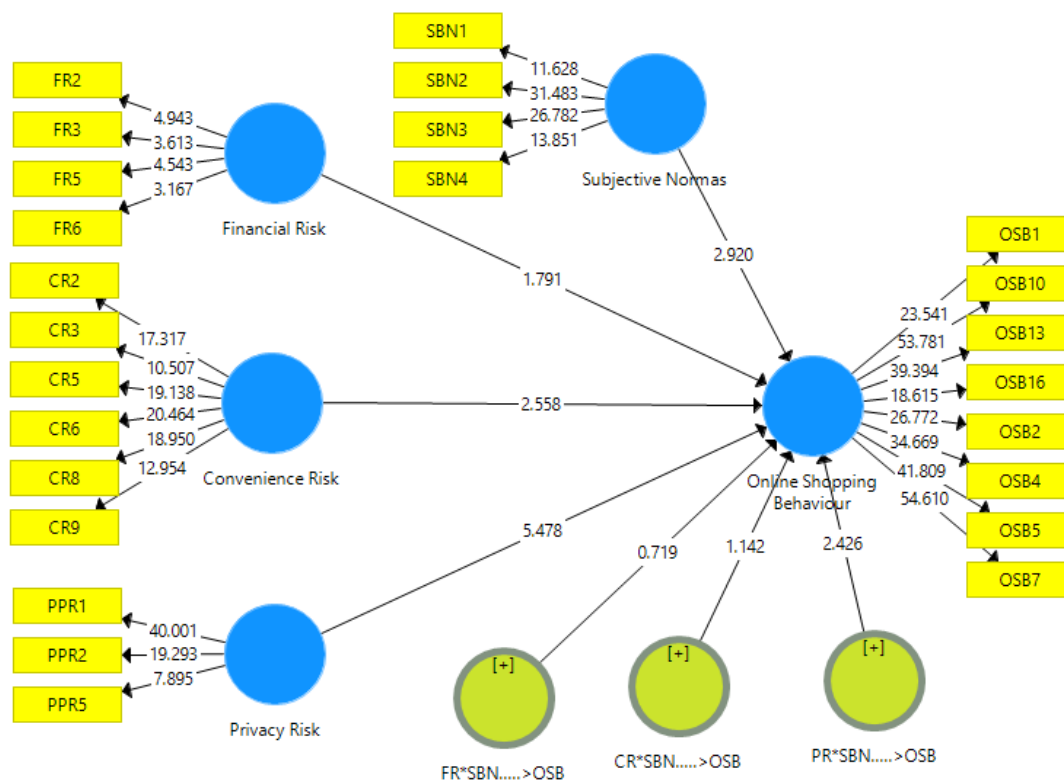 SBN1
SBN2
SBN3
SBN4
11.628
31.483
26.782
13.851
Subjective Normas
FR2
FR3
FR5
FR6
4.943
3.613
4.543
3.167
Financial Risk
CR2
CR3
CR5
CR6
CR8
CR9
17.317
10.507
19.138
20.464
18.950
12.954
Convenience Risk
PPR1
PPR2
PPR5
40.001
19.293
7.895
Privacy Risk
2.920
1.791
2.558
5.478
0.719
1.142
2.426
Online Shopping
Behaviour
23.541
53.781
39.394
18.615
26.772
34.669
41.809
54.610
OSB1
OSB10
OSB13
OSB16
OSB2
OSB4
OSB5
OSB7
[+]
[+]
[+]
FR*SBN.....>OSB
CR*SBN.....>OSB
PR*SBN.....>OSB